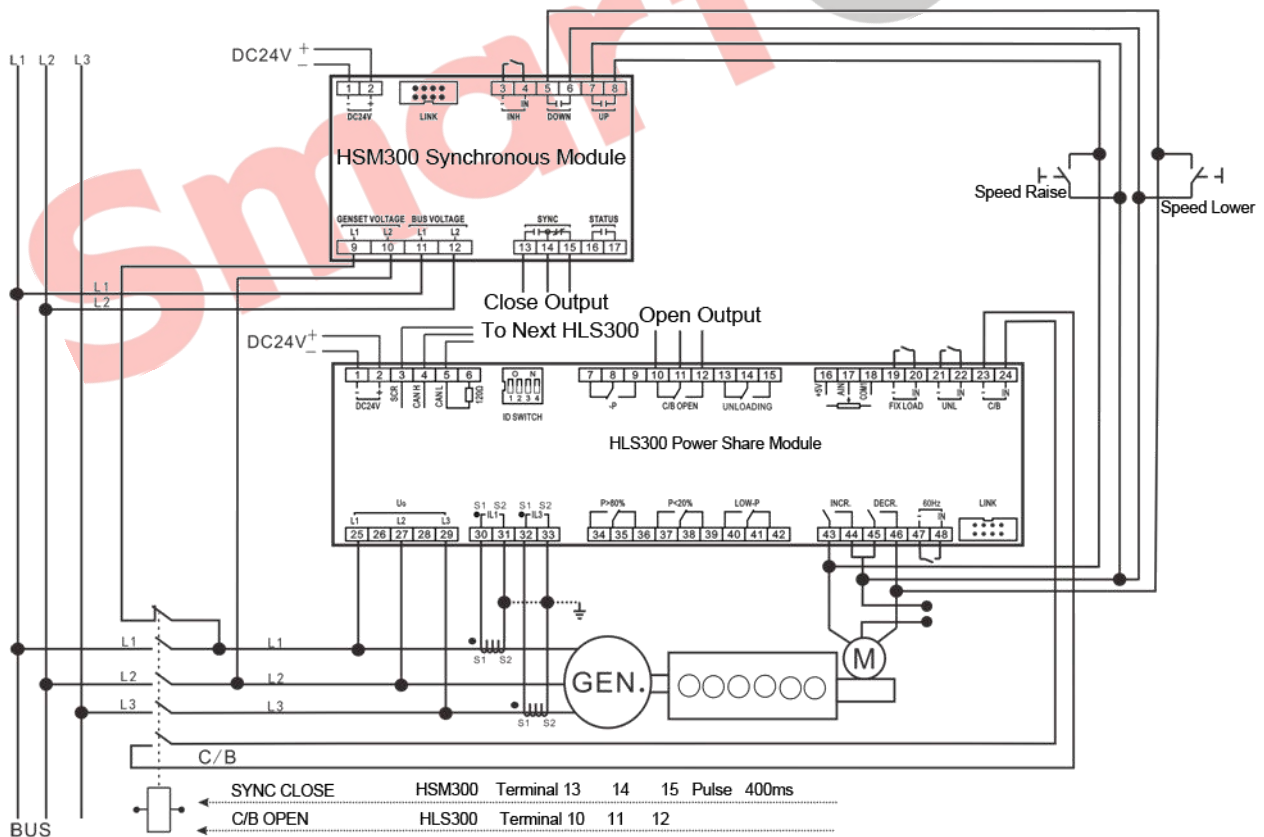 Smart
L1 L2 L3
DC24V + −
1 2
- +
DC24V
LINK
3 4 5 6 7 8
- IN
INH DOWN UP
HSM300 Synchronous Module
GENSET VOLTAGE BUS VOLTAGE
L1 L2 L1 L2
9 10 11 12
SYNC STATUS
13 14 15 16 17
Speed Raise
Speed Lower
L1
L2
Close Output
To Next HLS300
Open Output
DC24V + −
1 2 3 4 5 6
- +
DC24V
SCR
CAN H
CAN L
120Ω
O N
1 2 3 4
ID SWITCH
7 8 9 10 11 12 13 14 15
-P C/B OPEN UNLOADING
16 17 18 19 20 21 22 23 24
+5V
AIN
COM1
- IN - IN - IN
FIX LOAD UNL C/B
HLS300 Power Share Module
Uo
L1 L2 L3
25 26 27 28 29
S1 S2 S1 S2
IL1 IL3
30 31 32 33
P>80% P<20% LOW-P
34 35 36 37 38 39 40 41 42
INCR. DECR. 60Hz
- IN
43 44 45 46 47 48
LINK
L1 L1
S1 S2
L2 L2
L3 L3
S1 S2
GEN.
M
C/B
SYNC CLOSE HSM300 Terminal 13 14 15 Pulse 400ms
C/B OPEN HLS300 Terminal 10 11 12
BUS